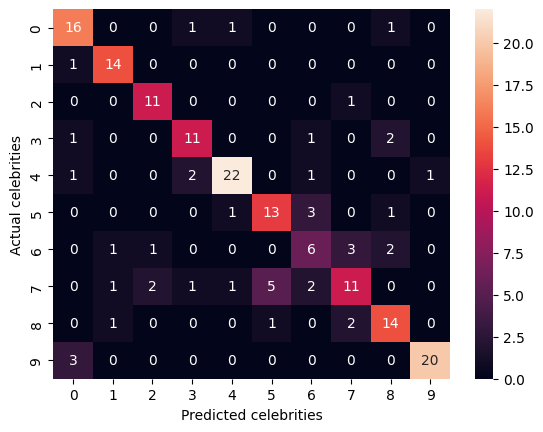 0 16 0 0 1 1 0 0 0 1 0
1 1 14 0 0 0 0 0 0 0 0
2 0 0 11 0 0 0 0 1 0 0
3 1 0 0 11 0 0 1 0 2 0
4 1 0 0 2 22 0 1 0 0 1
5 0 0 0 0 1 13 3 0 1 0
6 0 1 1 0 0 0 6 3 2 0
7 0 1 2 1 1 5 2 11 0 0
8 0 1 0 0 0 1 0 2 14 0
9 3 0 0 0 0 0 0 0 0 20
0 1 2 3 4 5 6 7 8 9
Predicted celebrities
Actual celebrities
20.0
17.5
15.0
12.5
10.0
7.5
5.0
2.5
0.0